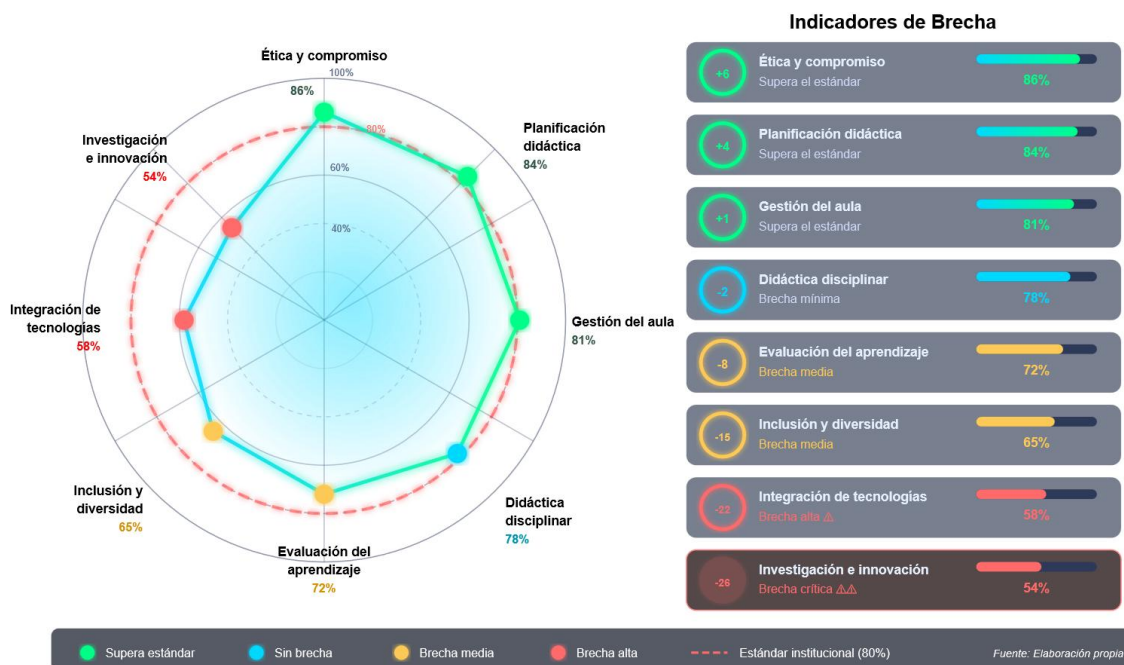 Indicadores de Brecha
Ética y compromiso
100%
86%
80%
60%
40%
Planificación
didáctica
84%
Investigación
e innovación
54%
Integración de
tecnologías
58%
Gestión del aula
81%
Inclusión y
diversidad
65%
Didáctica
disciplinar
78%
Evaluación del
aprendizaje
72%
+6
Ética y compromiso
Supera el estándar
86%
+4
Planificación didáctica
Supera el estándar
84%
+1
Gestión del aula
Supera el estándar
81%
-2
Didáctica disciplinar
Brecha mínima
78%
-8
Evaluación del aprendizaje
Brecha media
72%
-15
Inclusión y diversidad
Brecha media
65%
-22
Integración de tecnologías
Brecha alta ⚠
58%
-26
Investigación e innovación
Brecha crítica ⚠⚠
54%
Supera estándar
Sin brecha
Brecha media
Brecha alta
Estándar institucional (80%)
Fuente: Elaboración propia